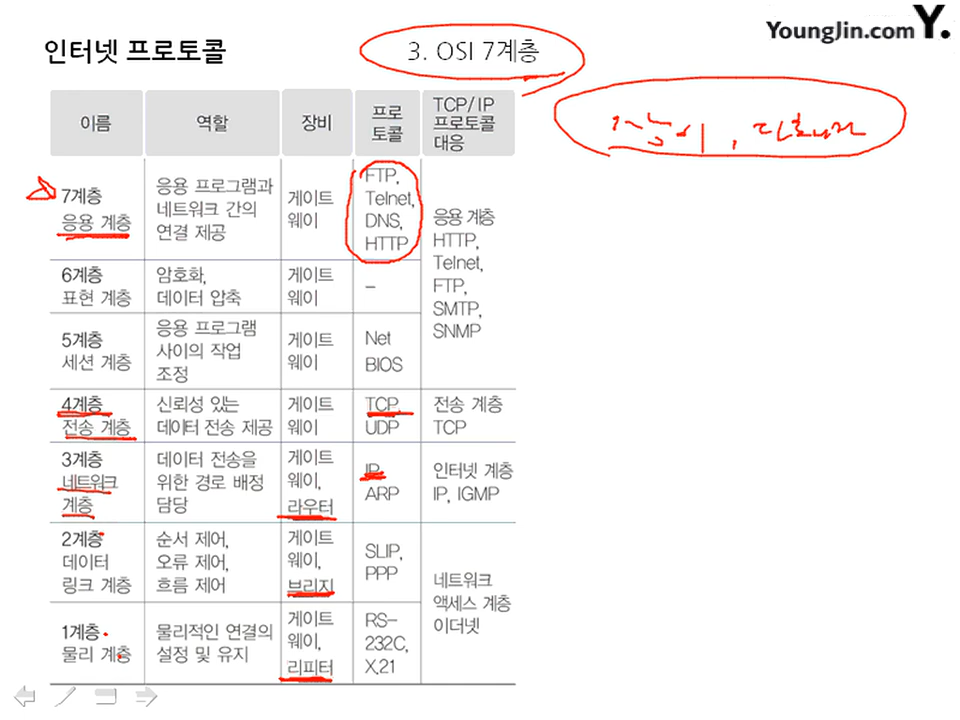 YoungJin.com Y.
인터넷 프로토콜
3. OSI 7계층
이름
역할
장비
프로
토콜
TCP/IP
프로토콜
대응
7계층
응용 계층
응용 프로그램과
네트워크 간의
연결 제공
게이트
웨이
FTP,
Telnet,
DNS,
HTTP
응용 계층
HTTP,
Telnet,
FTP,
SMTP,
SNMP
6계층
표현 계층
암호화,
데이터 압축
게이트
웨이
–
5계층
세션 계층
응용 프로그램
사이의 작업
조정
게이트
웨이
Net
BIOS
4계층
전송 계층
신뢰성 있는
데이터 전송 제공
게이트
웨이
TCP,
UDP
전송 계층
TCP
3계층
네트워크
계층
데이터 전송을
위한 경로 배정
담당
게이트
웨이,
라우터
IP,
ARP
인터넷 계층
IP, IGMP
2계층
데이터
링크 계층
순서 제어,
오류 제어,
흐름 제어
게이트
웨이,
브리지
SLIP,
PPP
네트워크
액세스 계층
이더넷
1계층
물리 계층
물리적인 연결의
설정 및 유지
게이트
웨이,
리피터
RS-
232C,
X.21